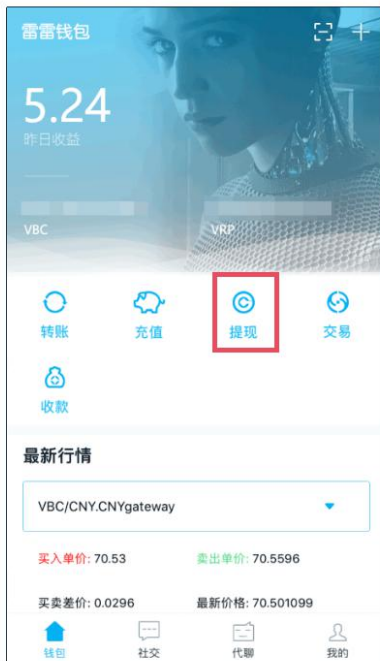 雷雷钱包
5.24
昨日收益
VBC VRP
转账 充值 提现 交易
收款
最新行情
VBC/CNY.CNYgateway
买入单价: 70.53 卖出单价: 70.5596
买卖差价: 0.0296 最新价格: 70.501099
钱包 社交 代聊 我的